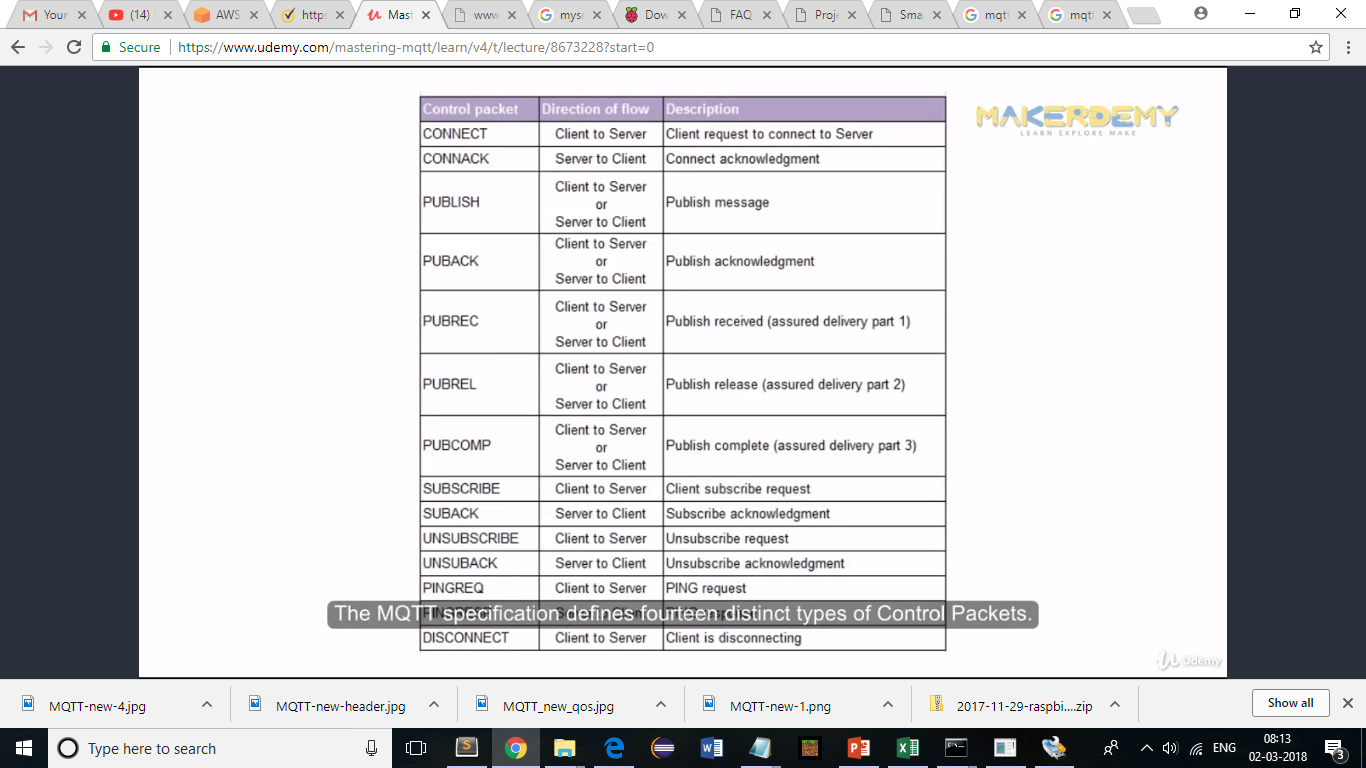 Your
(14)
AWS
https
Mast
www
mysc
Dow
FAQ
Proje
Sma
mqtt
mqtt
Secure
https://www.udemy.com/mastering-mqtt/learn/v4/t/lecture/8673228?start=0
MAKERDEMY
LEARN EXPLORE MAKE
Control packet Direction of flow Description
CONNECT Client to Server Client request to connect to Server
CONNACK Server to Client Connect acknowledgment
PUBLISH Client to Server or Server to Client Publish message
PUBACK Client to Server or Server to Client Publish acknowledgment
PUBREC Client to Server or Server to Client Publish received (assured delivery part 1)
PUBREL Client to Server or Server to Client Publish release (assured delivery part 2)
PUBCOMP Client to Server or Server to Client Publish complete (assured delivery part 3)
SUBSCRIBE Client to Server Client subscribe request
SUBACK Server to Client Subscribe acknowledgment
UNSUBSCRIBE Client to Server Unsubscribe request
UNSUBACK Server to Client Unsubscribe acknowledgment
PINGREQ Client to Server PING request
The MQTT specification defines fourteen distinct types of Control Packets.
DISCONNECT Client to Server Client is disconnecting
Udemy
MQTT-new-4.jpg
MQTT-new-header.jpg
MQTT_new_qos.jpg
MQTT-new-1.png
2017-11-29-raspbi....zip
Show all
Type here to search
ENG
08:13
02-03-2018
3